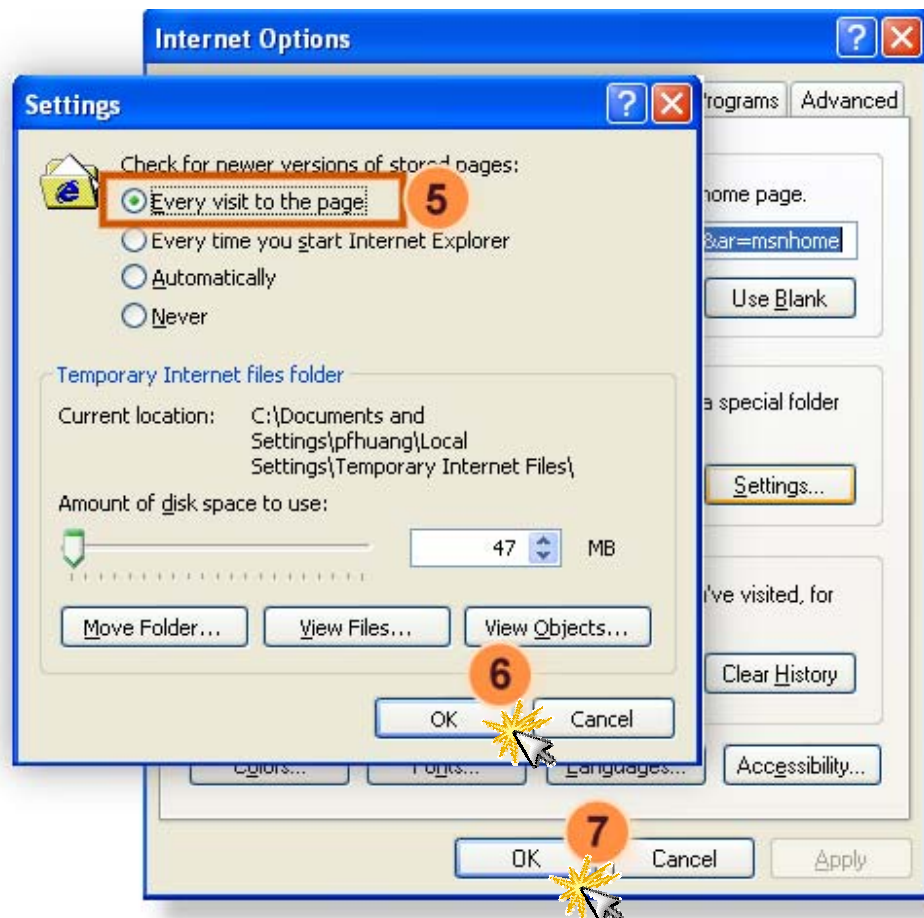 Internet Options
Settings
Programs
Advanced
Check for newer versions of stored pages:
Every visit to the page
5
Every time you start Internet Explorer
Automatically
Never
home page.
&ar=msnhome
Use Blank
Temporary Internet files folder
Current location:
C:\Documents and
Settings\pfhuang\Local
Settings\Temporary Internet Files\
a special folder
Settings...
Amount of disk space to use:
47
MB
Move Folder...
View Files...
View Objects...
've visited, for
Clear History
6
OK
Cancel
Colors...
Fonts...
Languages...
Accessibility...
7
OK
Cancel
Apply